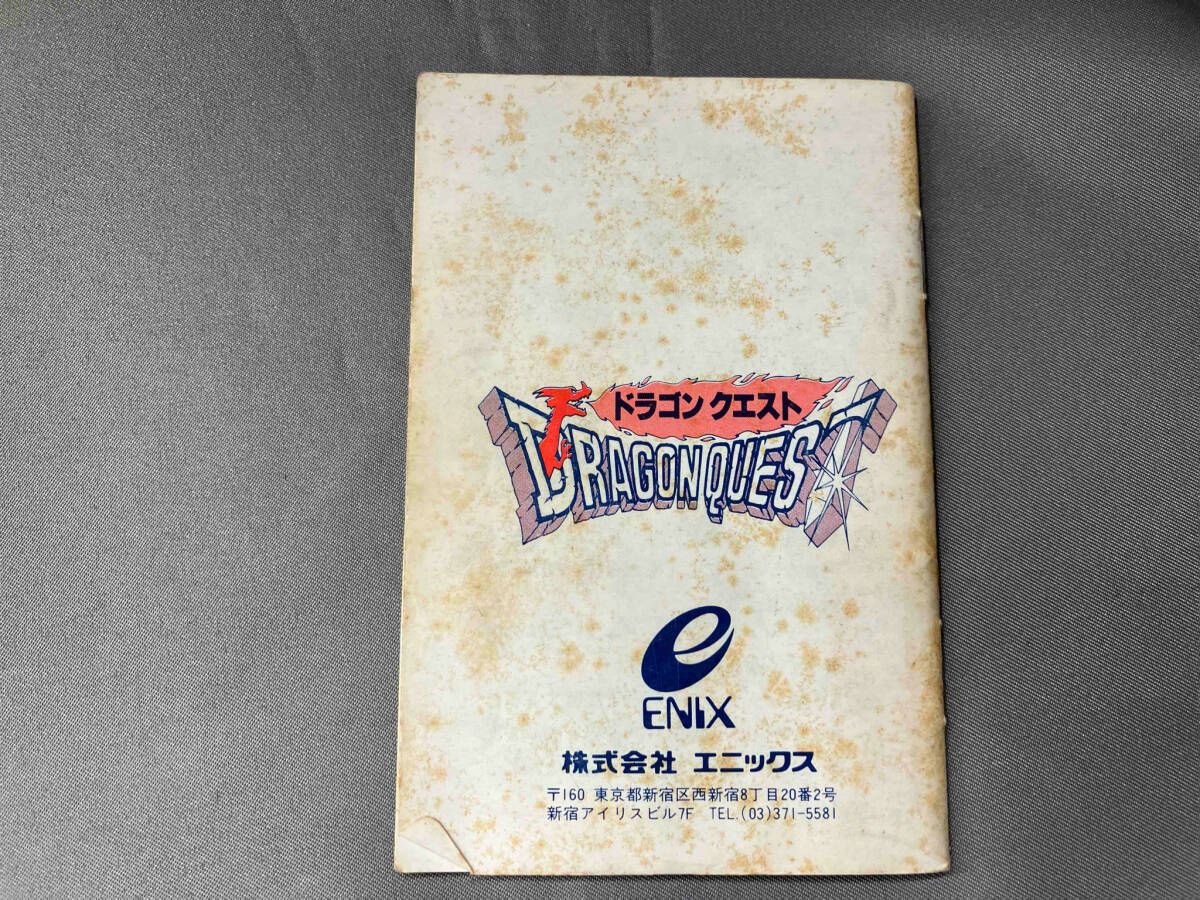 ドラゴン クエスト
DRAGON QUEST
ENIX
株式会社 エニックス
〒160 東京都新宿区西新宿8丁目20番2号
新宿アイリスビル7F TEL.(03)371-5581